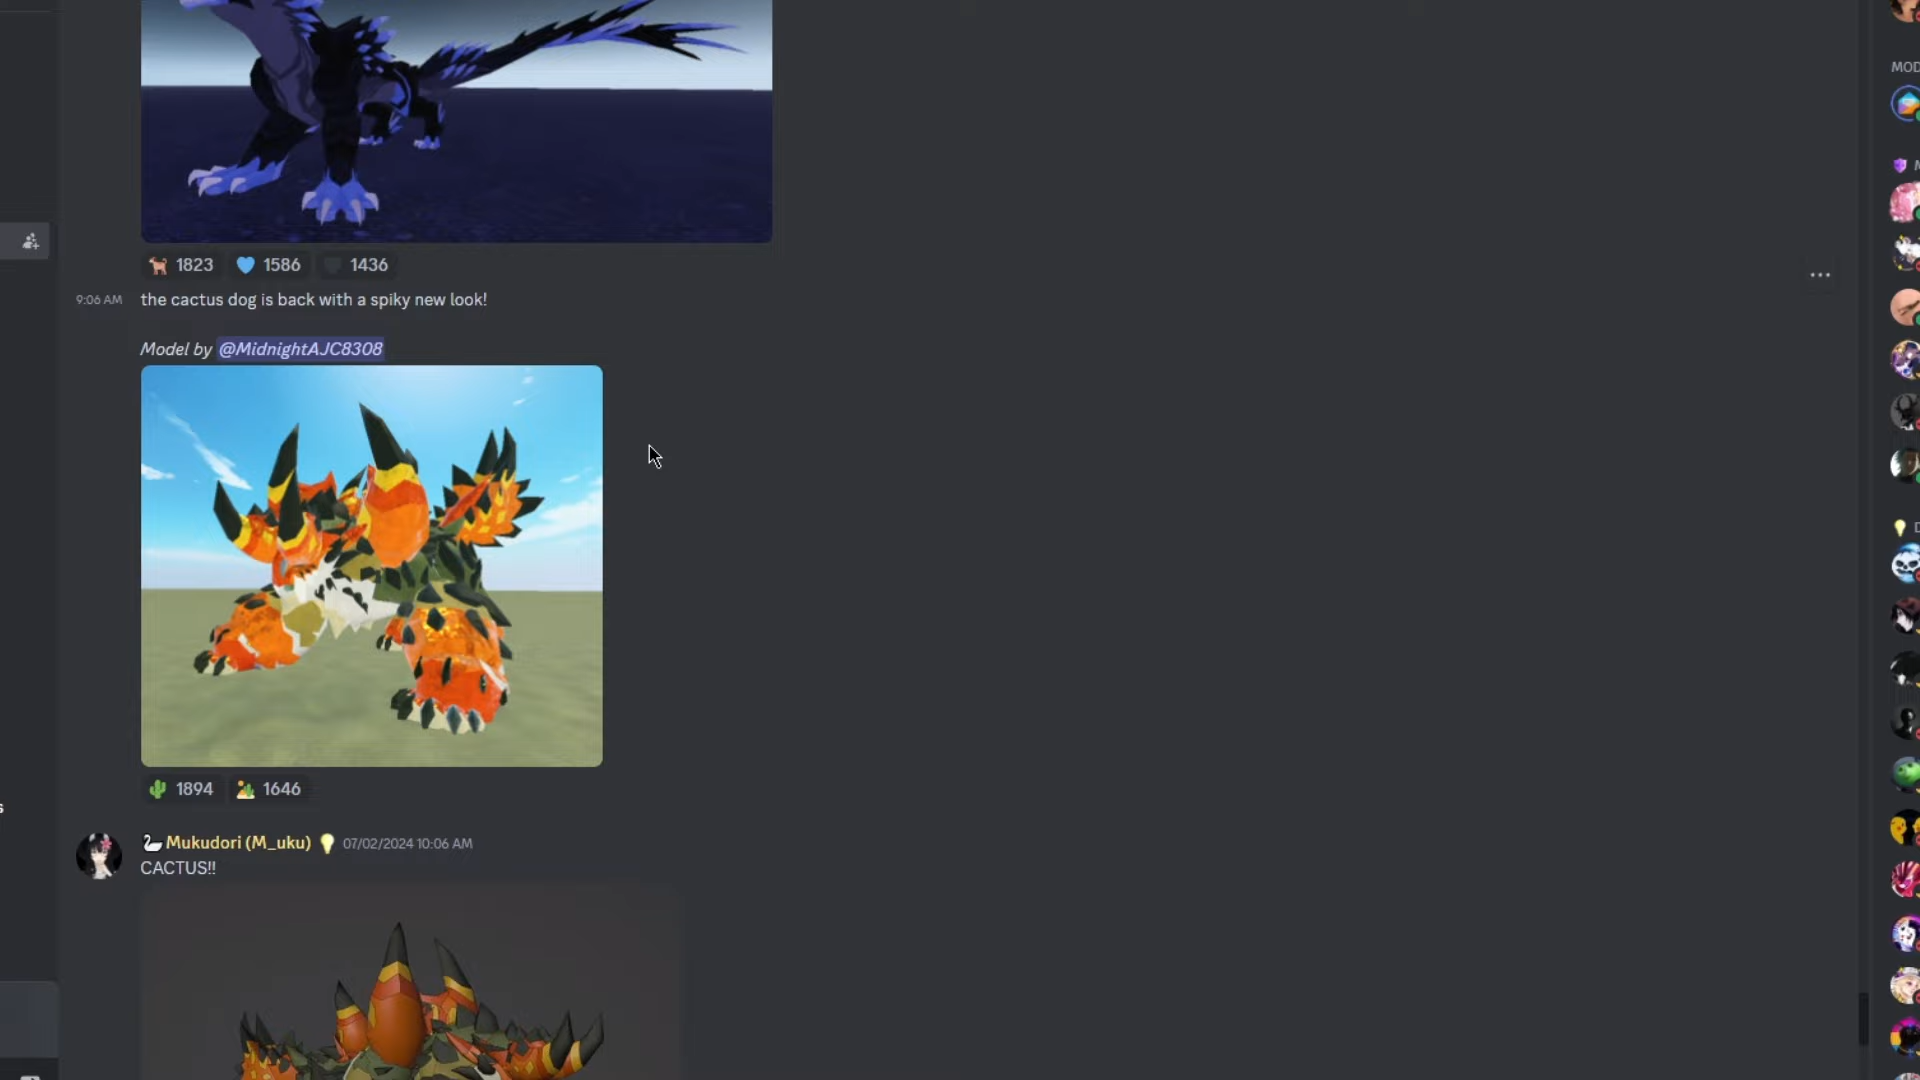 1823 1586 1436
9:06 AM the cactus dog is back with a spiky new look!
Model by @MidnightAJC8308
1894 1646
Mukudori (M_uku) 07/02/2024 10:06 AM
CACTUS!!
MOD